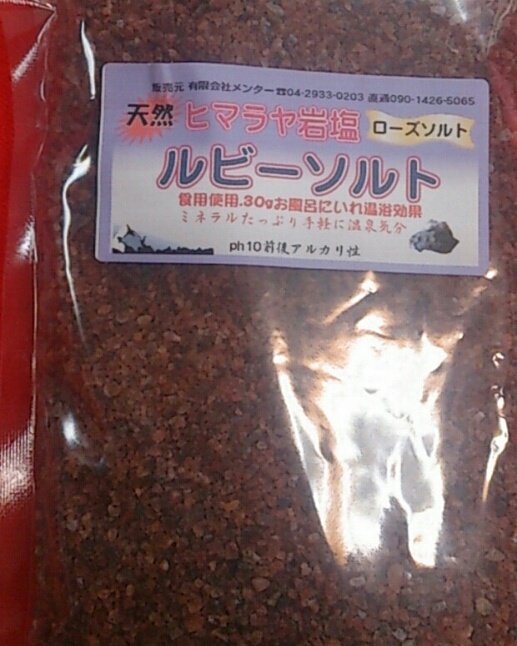 販売元 有限会社メンター☎04-2933-0203 直通090-1426-5065
天然 ヒマラヤ岩塩 ローズソルト
ルビーソルト
食用使用.30gお風呂にいれ温浴効果
ミネラルたっぷり手軽に温泉気分
ph10前後アルカリ性